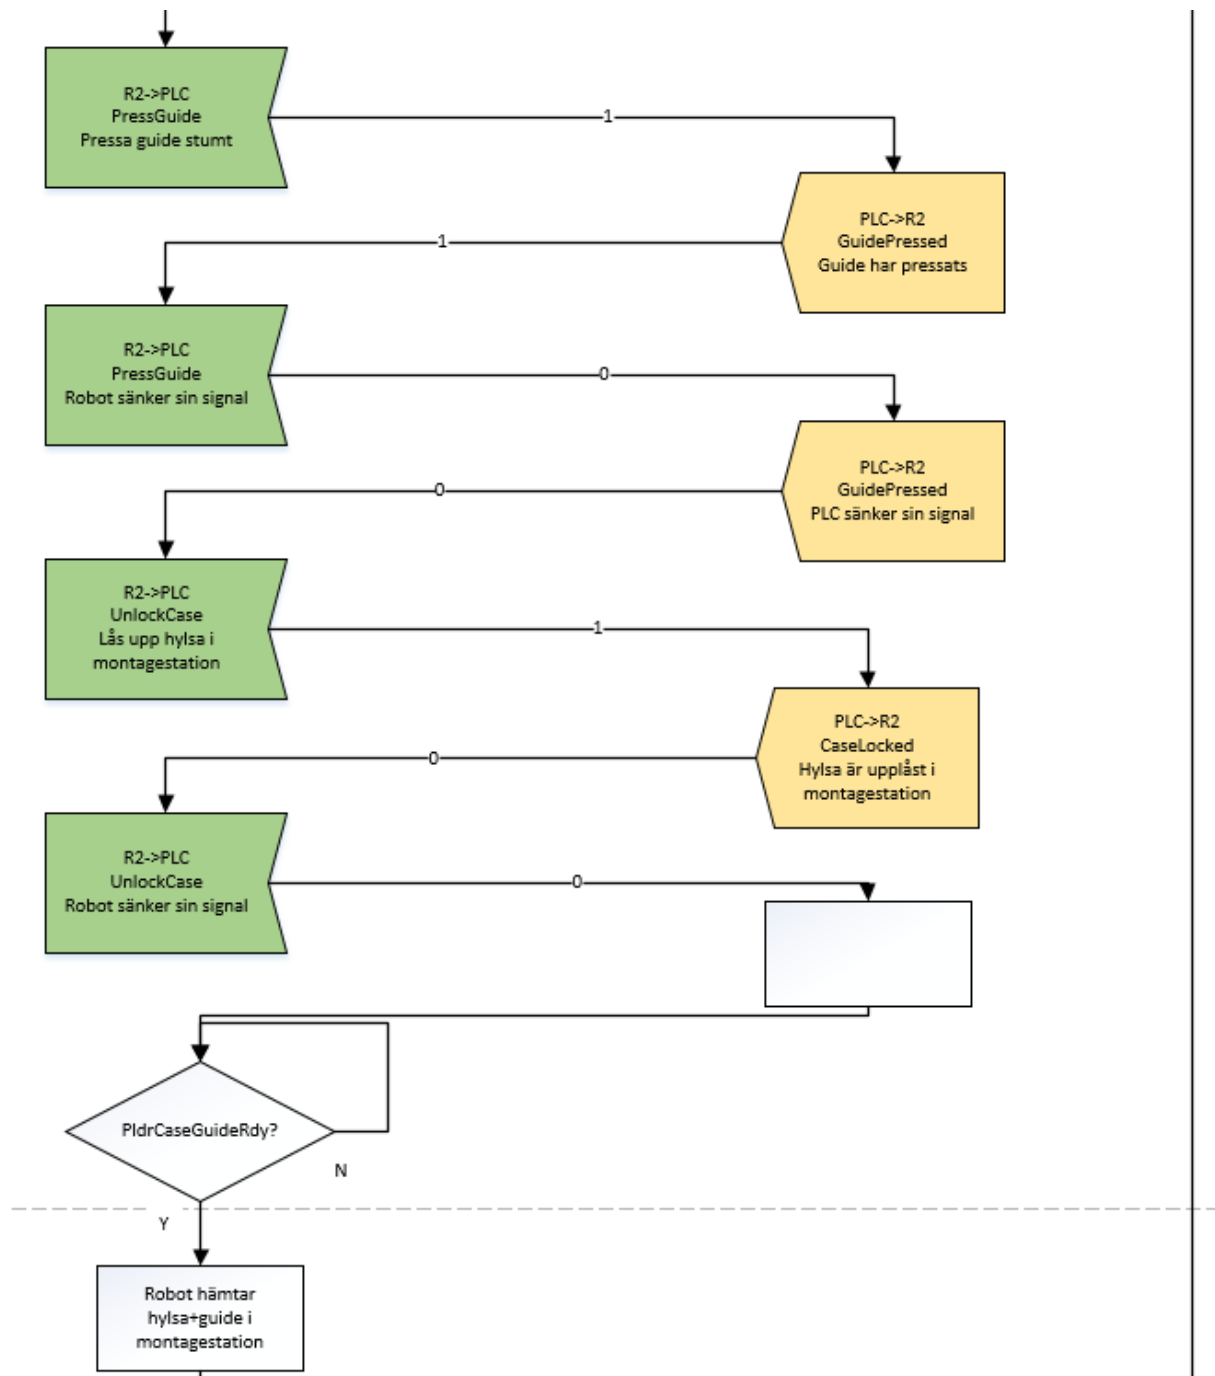 R2->PLC
PressGuide
Pressa guide stumt
1
PLC->R2
GuidePressed
Guide har pressats
1
R2->PLC
PressGuide
Robot sänker sin signal
0
PLC->R2
GuidePressed
PLC sänker sin signal
0
R2->PLC
UnlockCase
Lås upp hylsa i
montagestation
1
PLC->R2
CaseLocked
Hylsa är upplåst i
montagestation
0
R2->PLC
UnlockCase
Robot sänker sin signal
0
PldrCaseGuideRdy?
N
Y
Robot hämtar
hylsa+guide i
montagestation